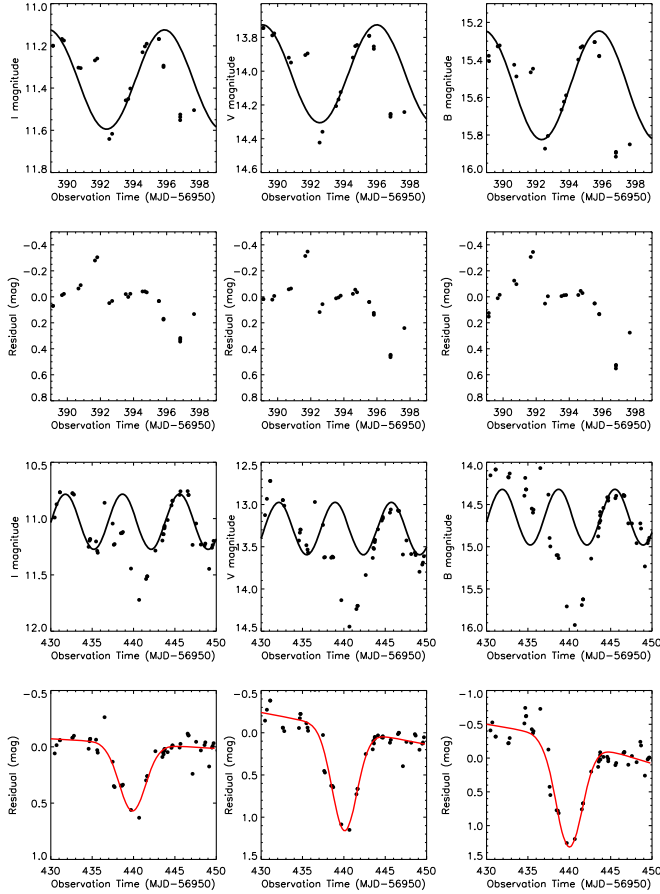 11.0
11.2
11.4
11.6
11.8
I magnitude
390 392 394 396 398
Observation Time (MJD-56950)
13.8
14.0
14.2
14.4
14.6
V magnitude
390 392 394 396 398
Observation Time (MJD-56950)
15.2
15.4
15.6
15.8
16.0
B magnitude
390 392 394 396 398
Observation Time (MJD-56950)
-0.4
-0.2
0.0
0.2
0.4
0.6
0.8
Residual (mag)
390 392 394 396 398
Observation Time (MJD-56950)
-0.4
-0.2
0.0
0.2
0.4
0.6
0.8
Residual (mag)
390 392 394 396 398
Observation Time (MJD-56950)
-0.4
-0.2
0.0
0.2
0.4
0.6
0.8
Residual (mag)
390 392 394 396 398
Observation Time (MJD-56950)
10.5
11.0
11.5
12.0
I magnitude
430 435 440 445 450
Observation Time (MJD-56950)
12.5
13.0
13.5
14.0
14.5
V magnitude
430 435 440 445 450
Observation Time (MJD-56950)
14.0
14.5
15.0
15.5
16.0
B magnitude
430 435 440 445 450
Observation Time (MJD-56950)
-0.5
0.0
0.5
1.0
Residual (mag)
430 435 440 445 450
Observation Time (MJD-56950)
-0.5
0.0
0.5
1.0
1.5
Residual (mag)
430 435 440 445 450
Observation Time (MJD-56950)
-1.0
-0.5
0.0
0.5
1.0
1.5
Residual (mag)
430 435 440 445 450
Observation Time (MJD-56950)